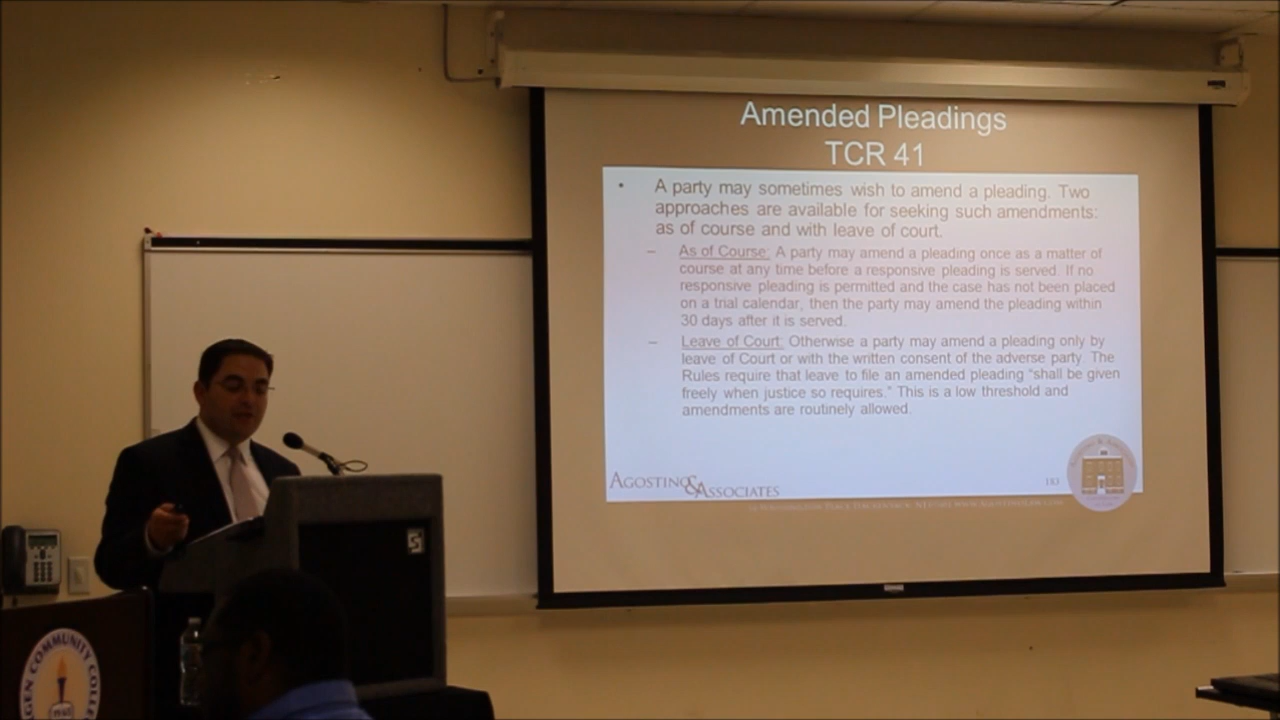 Amended Pleadings
TCR 41
• A party may sometimes wish to amend a pleading. Two
approaches are available for seeking such amendments:
as of course and with leave of court.
– As of Course: A party may amend a pleading once as a matter of
course at any time before a responsive pleading is served. If no
responsive pleading is permitted and the case has not been placed
on a trial calendar, then the party may amend the pleading within
30 days after it is served.
– Leave of Court: Otherwise a party may amend a pleading only by
leave of Court or with the written consent of the adverse party. The
Rules require that leave to file an amended pleading “shall be given
freely when justice so requires.” This is a low threshold and
amendments are routinely allowed.
AGOSTINO & ASSOCIATES
183
GEN COMMUNITY COLLE